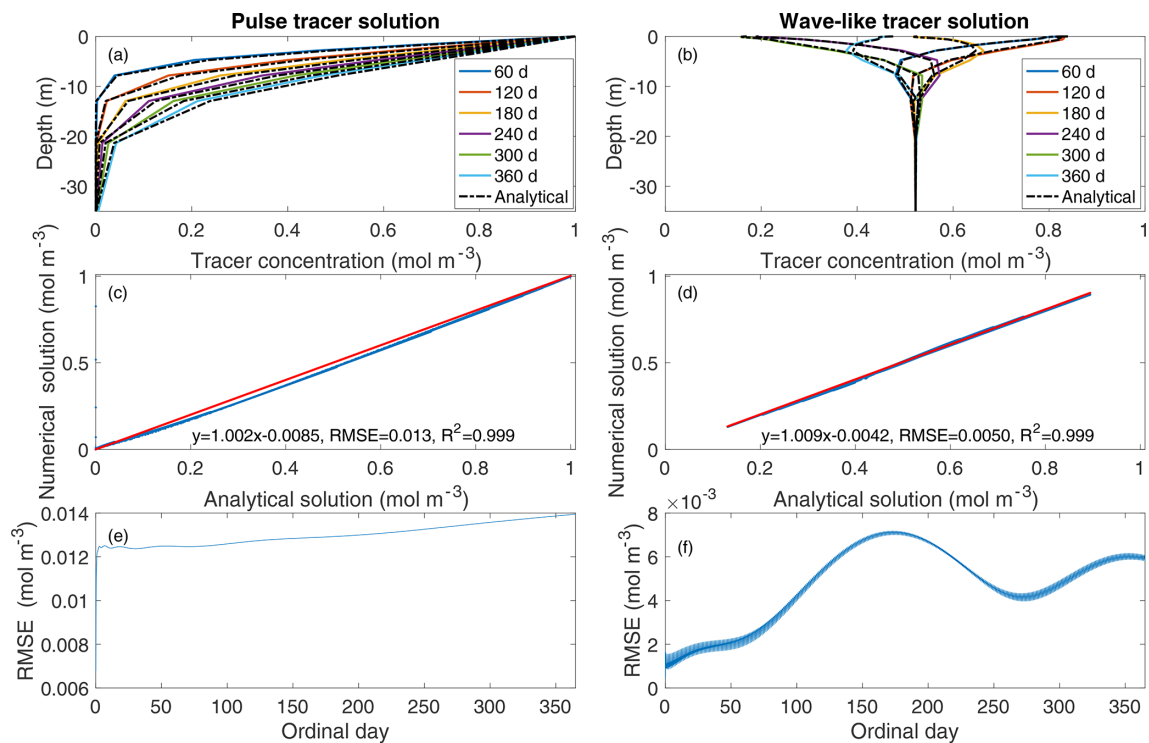 Pulse tracer solution
Wave-like tracer solution
(a)
0
-10
-20
-30
Depth (m)
60 d
120 d
180 d
240 d
300 d
360 d
Analytical
0 0.2 0.4 0.6 0.8 1
Tracer concentration (mol m-3)
(b)
0
-10
-20
-30
Depth (m)
60 d
120 d
180 d
240 d
300 d
360 d
Analytical
0 0.2 0.4 0.6 0.8 1
Tracer concentration (mol m-3)
(c)
1
0.5
0
Numerical solution (mol m-3)
y=1.002x-0.0085, RMSE=0.013, R2=0.999
0 0.2 0.4 0.6 0.8 1
Analytical solution (mol m-3)
(d)
1
0.5
0
Numerical solution (mol m-3)
y=1.009x-0.0042, RMSE=0.0050, R2=0.999
0 0.2 0.4 0.6 0.8 1
Analytical solution (mol m-3)
(e)
0.014
0.012
0.01
0.008
0.006
RMSE (mol m-3)
0 50 100 150 200 250 300 350
Ordinal day
×10-3
(f)
8
6
4
2
0
RMSE (mol m-3)
0 50 100 150 200 250 300 350
Ordinal day